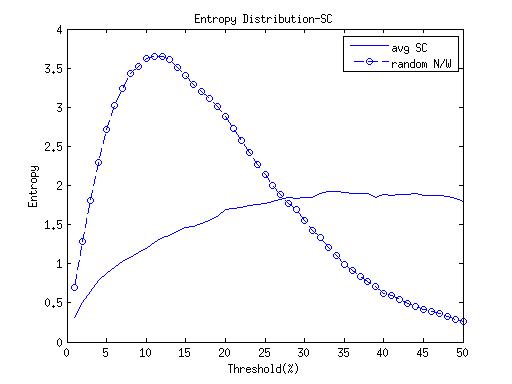 Entropy Distribution-SC
avg SC
random N/W
4
3.5
3
2.5
2
1.5
1
0.5
0
Entropy
0 5 10 15 20 25 30 35 40 45 50
Threshold(%)